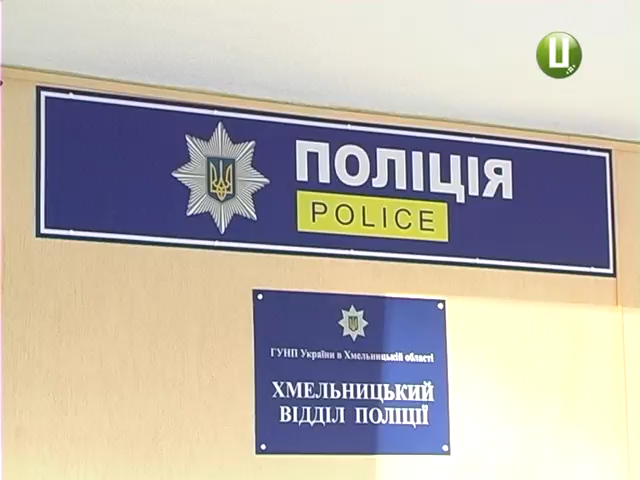 Ц
ПОЛІЦІЯ
POLICE
ГУНП України в Хмельницькій області
ХМЕЛЬНИЦЬКИЙ
ВІДДІЛ ПОЛІЦІЇ